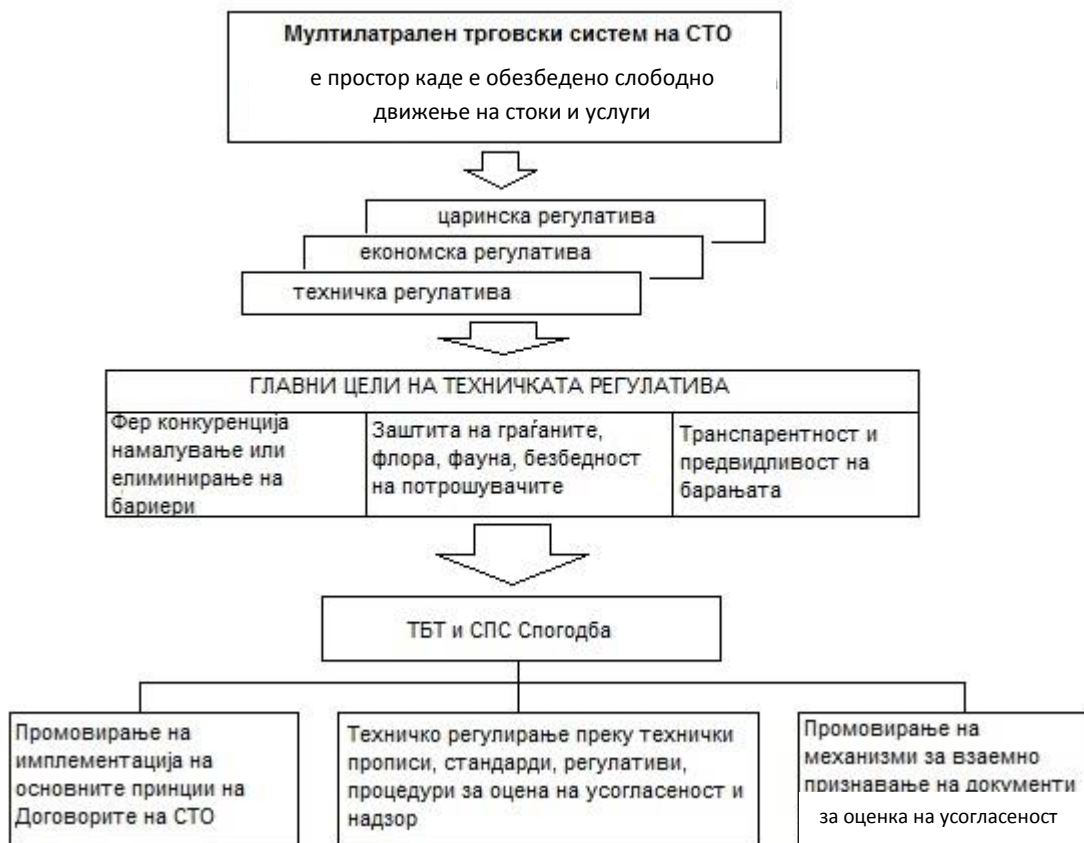 Мултилатрален трговски систем на СТО
е простор каде е обезбедено слободно
движење на стоки и услуги
царинска регулатива
економска регулатива
техничка регулатива
ГЛАВНИ ЦЕЛИ НА ТЕХНИЧКАТА РЕГУЛАТИВА
Фер конкуренција
намалување или
елиминирање на
бариери
Заштита на граѓаните,
флора, фауна, безбедност
на потрошувачите
Транспарентност и
предвидливост на
барањата
ТБТ и СПС Спогодба
Промовирање на
имплементација на
основните принции на
Договорите на СТО
Техничко регулирање преку технички
прописи, стандарди, регулативи,
процедури за оцена на усогласеност и
надзор
Промовирање на
механизми за взаемно
признавање на документи
за оценка на усогласеност